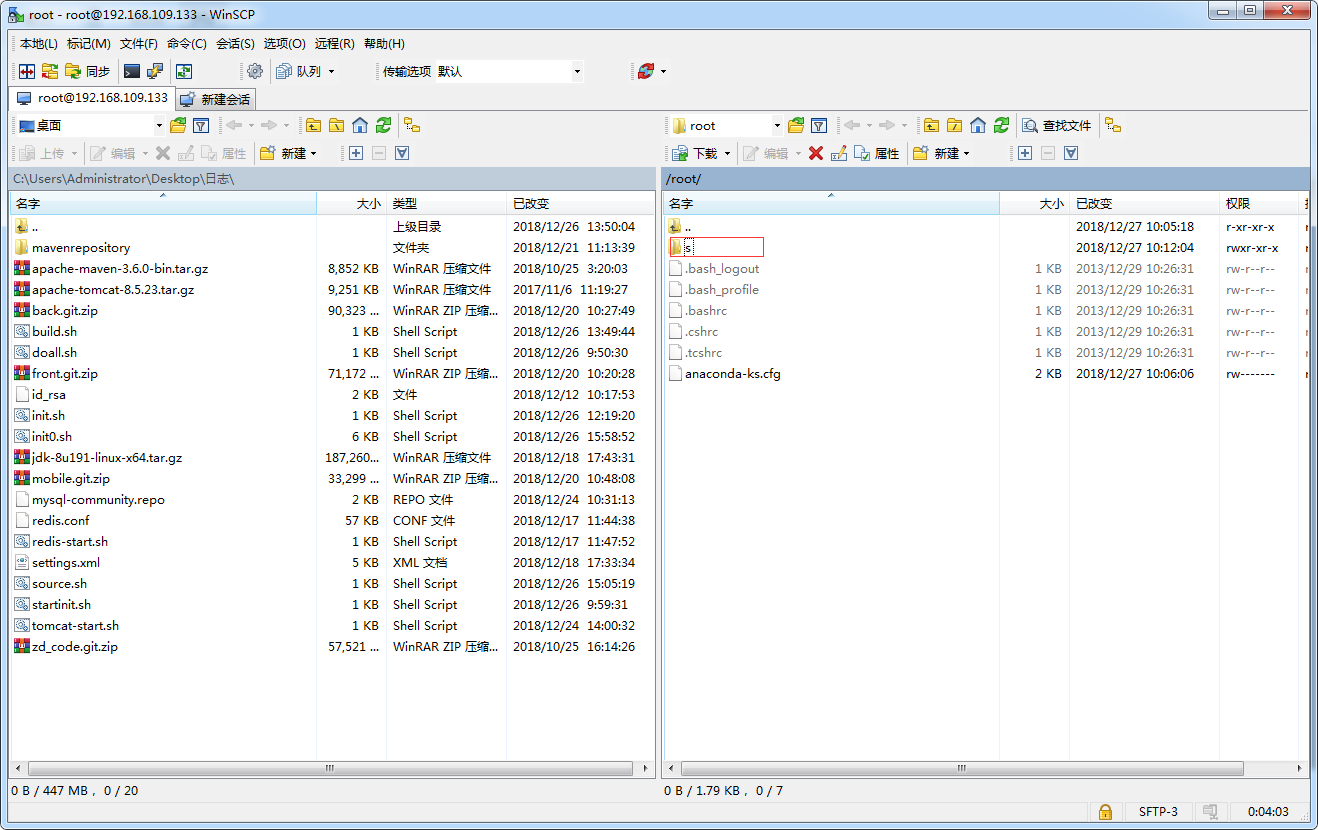 root - root@192.168.109.133 - WinSCP
本地(L) 标记(M) 文件(F) 命令(C) 会话(S) 选项(O) 远程(R) 帮助(H)
同步 队列 传输选项 默认
root@192.168.109.133 新建会话
桌面 root 查找文件
上传 编辑 属性 新建 下载 编辑 属性 新建
C:\Users\Administrator\Desktop\日志\ /root/
名字 大小 类型 已改变
.. 上级目录 2018/12/26 13:50:04
mavenrepository 文件夹 2018/12/21 11:13:39
apache-maven-3.6.0-bin.tar.gz 8,852 KB WinRAR 压缩文件 2018/10/25 3:20:03
apache-tomcat-8.5.23.tar.gz 9,251 KB WinRAR 压缩文件 2017/11/6 11:19:27
back.git.zip 90,323 ... WinRAR ZIP 压缩... 2018/12/20 10:27:49
build.sh 1 KB Shell Script 2018/12/26 13:49:44
doall.sh 1 KB Shell Script 2018/12/26 9:50:30
front.git.zip 71,172 ... WinRAR ZIP 压缩... 2018/12/20 10:20:28
id_rsa 2 KB 文件 2018/12/12 10:17:53
init.sh 1 KB Shell Script 2018/12/26 12:19:20
init0.sh 6 KB Shell Script 2018/12/26 15:58:52
jdk-8u191-linux-x64.tar.gz 187,260... WinRAR 压缩文件 2018/12/18 17:43:31
mobile.git.zip 33,299 ... WinRAR ZIP 压缩... 2018/12/20 10:48:08
mysql-community.repo 2 KB REPO 文件 2018/12/24 10:31:13
redis.conf 57 KB CONF 文件 2018/12/17 11:44:38
redis-start.sh 1 KB Shell Script 2018/12/17 11:47:52
settings.xml 5 KB XML 文档 2018/12/18 17:33:34
source.sh 1 KB Shell Script 2018/12/26 15:05:19
startinit.sh 1 KB Shell Script 2018/12/26 9:59:31
tomcat-start.sh 1 KB Shell Script 2018/12/24 14:00:32
zd_code.git.zip 57,521 ... WinRAR ZIP 压缩... 2018/10/25 16:14:26
名字 大小 已改变 权限
.. 2018/12/27 10:05:18 r-xr-xr-x
s 2018/12/27 10:12:04 rwxr-xr-x
.bash_logout 1 KB 2013/12/29 10:26:31 rw-r--r--
.bash_profile 1 KB 2013/12/29 10:26:31 rw-r--r--
.bashrc 1 KB 2013/12/29 10:26:31 rw-r--r--
.cshrc 1 KB 2013/12/29 10:26:31 rw-r--r--
.tcshrc 1 KB 2013/12/29 10:26:31 rw-r--r--
anaconda-ks.cfg 2 KB 2018/12/27 10:06:06 rw-------
0 B / 447 MB， 0 / 20 0 B / 1.79 KB， 0 / 7
SFTP-3 0:04:03